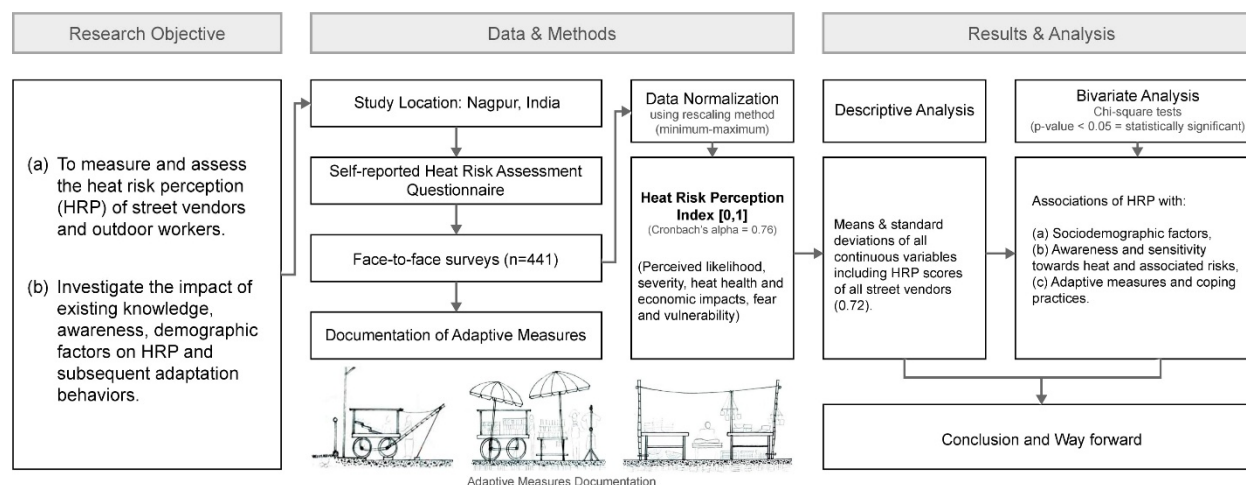 Research Objective
Data & Methods
Results & Analysis
(a) To measure and assess
the heat risk perception
(HRP) of street vendors
and outdoor workers.
(b) Investigate the impact of
existing knowledge,
awareness, demographic
factors on HRP and
subsequent adaptation
behaviors.
Study Location: Nagpur, India
Self-reported Heat Risk Assessment
Questionnaire
Face-to-face surveys (n=441)
Documentation of Adaptive Measures
Data Normalization
using rescaling method
(minimum-maximum)
Heat Risk Perception
Index [0,1]
(Cronbach's alpha = 0.76)
(Perceived likelihood,
severity, heat health and
economic impacts, fear
and vulnerability)
Adaptive Measures Documentation
Descriptive Analysis
Means & standard
deviations of all
continuous variables
including HRP scores
of all street vendors
(0.72).
Bivariate Analysis
Chi-square tests
(p-value < 0.05 = statistically significant)
Associations of HRP with:
(a) Sociodemographic factors,
(b) Awareness and sensitivity
towards heat and associated risks,
(c) Adaptive measures and coping
practices.
Conclusion and Way forward